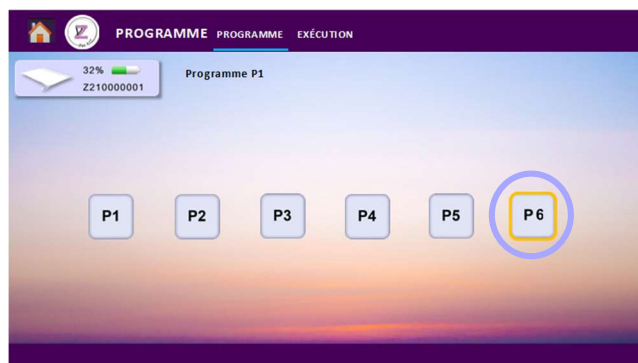 PROGRAMME PROGRAMME EXÉCUTION
32%
Z210000001
Programme P1
P1 P2 P3 P4 P5 P6